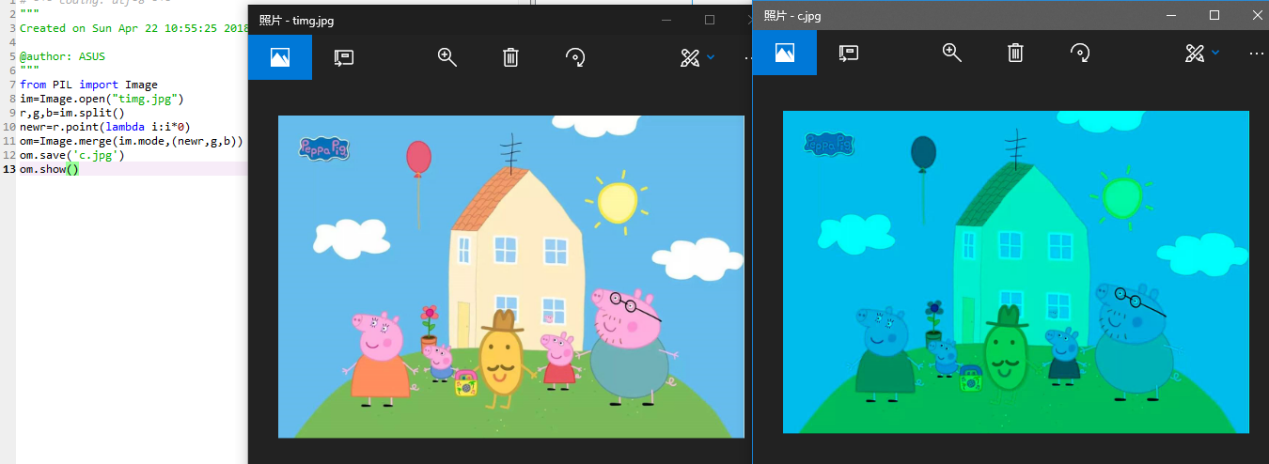 """
Created on Sun Apr 22 10:55:25 2018
@author: ASUS
"""
from PIL import Image
im=Image.open("timg.jpg")
r,g,b=im.split()
newr=r.point(lambda i:i*0)
om=Image.merge(im.mode,(newr,g,b))
om.save('c.jpg')
om.show()
照片 - timg.jpg
Peppa Pig
照片 - c.jpg
Peppa Pig